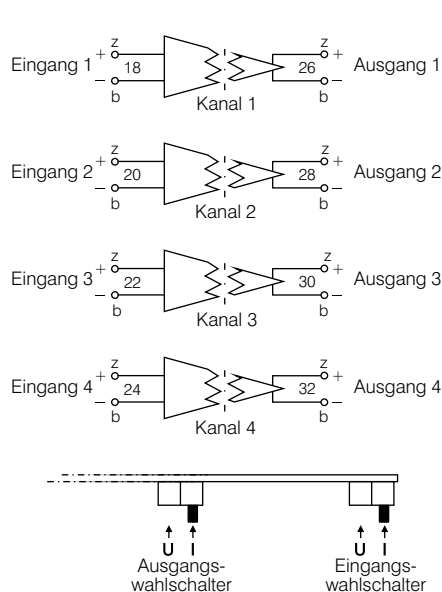 z z
Eingang 1 + 18 26 + Ausgang 1
– –
b b
Kanal 1
z z
Eingang 2 + 20 28 + Ausgang 2
– –
b b
Kanal 2
z z
Eingang 3 + 22 30 + Ausgang 3
– –
b b
Kanal 3
z z
Eingang 4 + 24 32 + Ausgang 4
– –
b b
Kanal 4
U I U I
Ausgangs-
wahlschalter
Eingangs-
wahlschalter